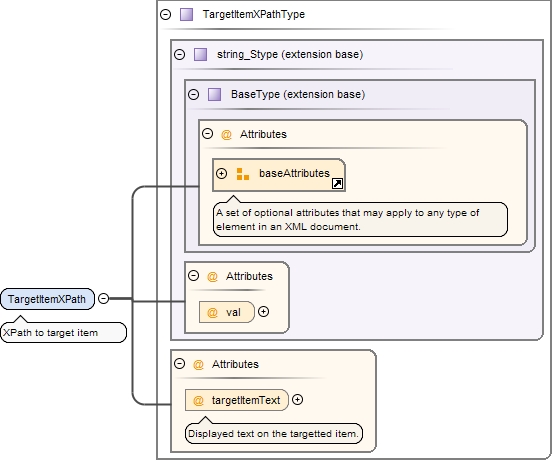 TargetItemXPathType
string_Stype (extension base)
BaseType (extension base)
@ Attributes
baseAttributes
A set of optional attributes that may apply to any type of
element in an XML document.
@ Attributes
@ val
TargetItemXPath
XPath to target item
@ Attributes
@ targetItemText
Displayed text on the targetted item.